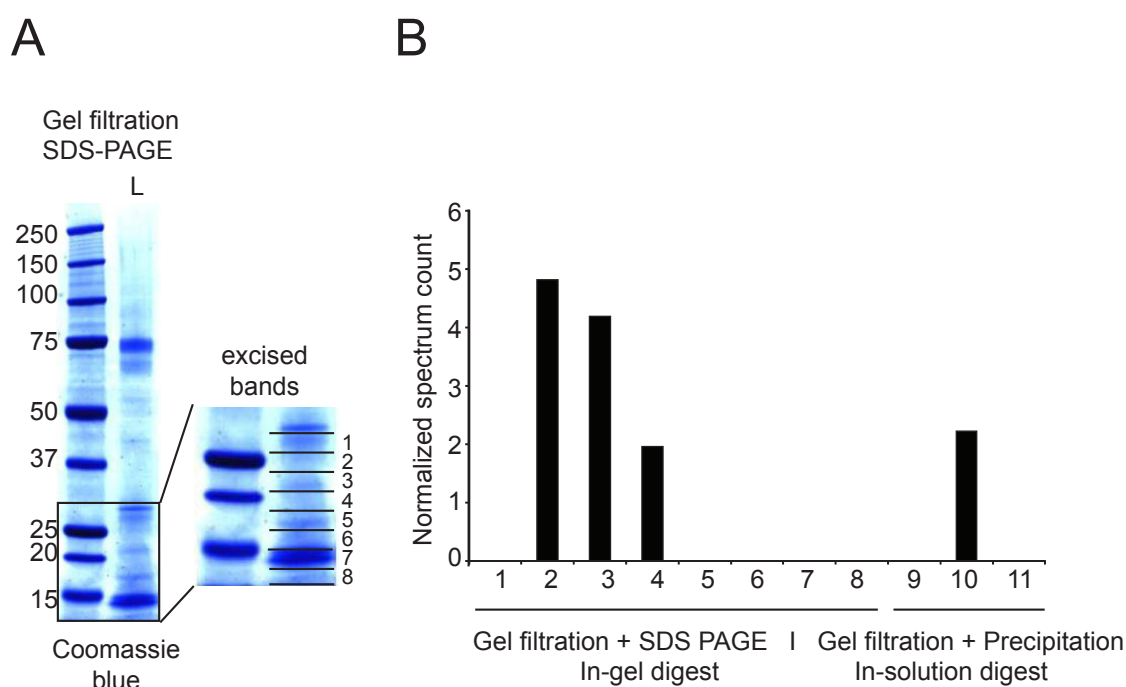 A
B
Gel filtration
SDS-PAGE
L
250
150
100
75
50
37
25
20
15
excised
bands
1
2
3
4
5
6
7
8
Coomassie
blue
Normalized spectrum count
6
5
4
3
2
1
0
1 2 3 4 5 6 7 8 9 10 11
Gel filtration + SDS PAGE I Gel filtration + Precipitation
In-gel digest In-solution digest